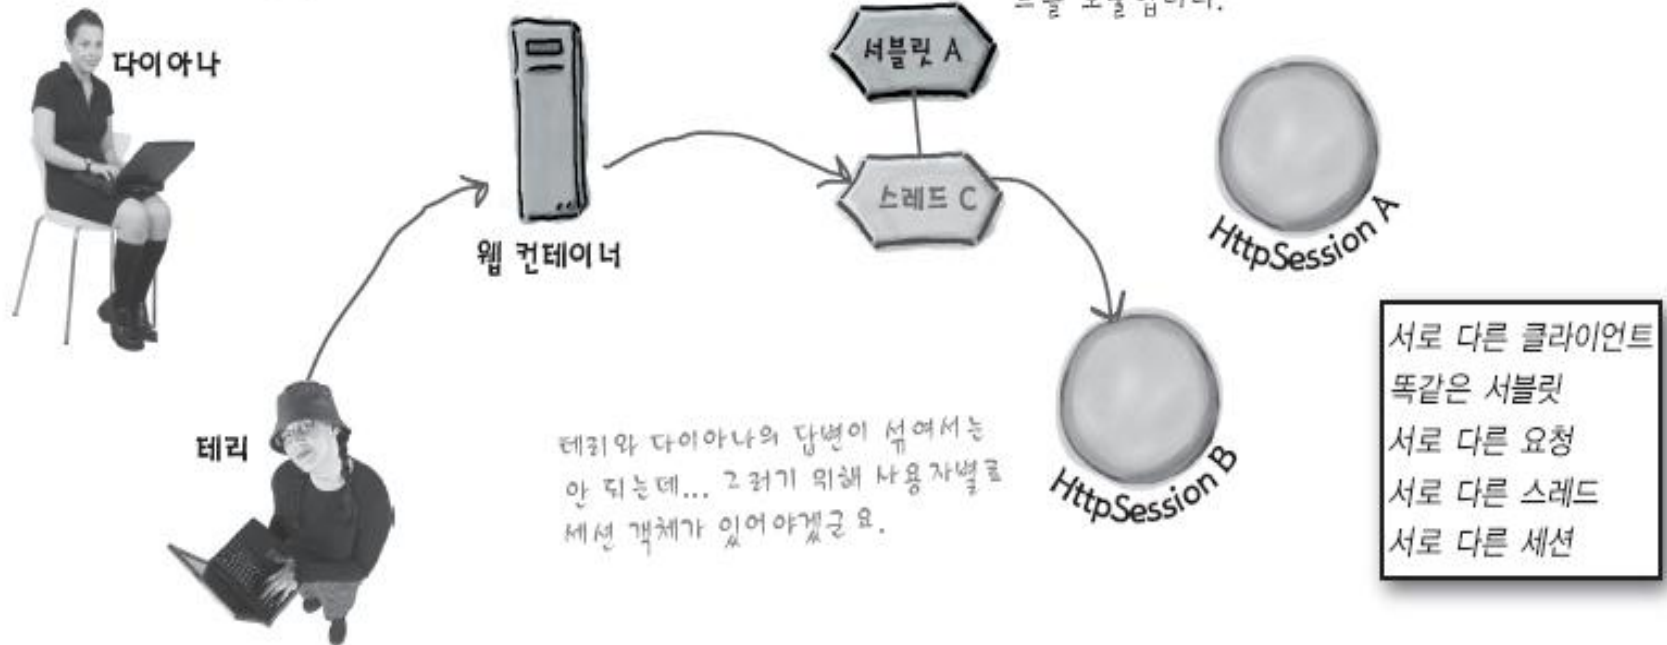 다이아나
서블릿 A
스레드 C
웹 컨테이너
HttpSession A
테리
테리와 다이아나의 답변이 섞여서는
안 되는데... 그러기 위해 사용자별로
세션 객체가 있어야겠군요.
HttpSession B
서로 다른 클라이언트
똑같은 서블릿
서로 다른 요청
서로 다른 스레드
서로 다른 세션